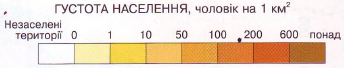 ГУСТОТА НАСЕЛЕННЯ, чоловік на 1 км²
Незаселені
території 0 1 10 50 100 200 600 понад